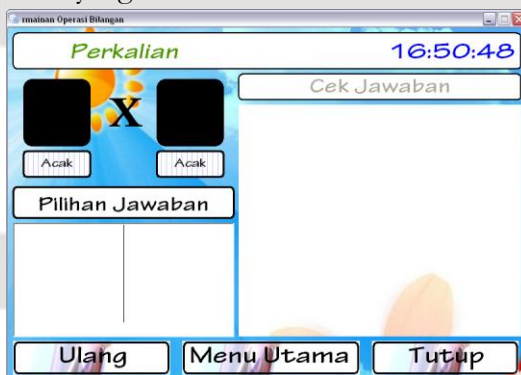 rmainan Operasi Bilangan
Perkalian 16:50:48
X
Cek Jawaban
Acak Acak
Pilihan Jawaban
Ulang Menu Utama Tutup